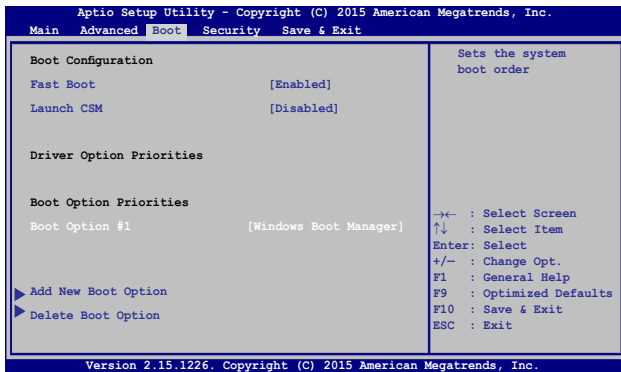 Aptio Setup Utility - Copyright (C) 2015 American Megatrends, Inc.
Main Advanced Boot Security Save & Exit
Boot Configuration
Fast Boot [Enabled]
Launch CSM [Disabled]
Driver Option Priorities
Boot Option Priorities
Boot Option #1 [Windows Boot Manager]
Add New Boot Option
Delete Boot Option
Sets the system
boot order
→← : Select Screen
↑↓ : Select Item
Enter: Select
+/— : Change Opt.
F1 : General Help
F9 : Optimized Defaults
F10 : Save & Exit
ESC : Exit
Version 2.15.1226. Copyright (C) 2015 American Megatrends, Inc.